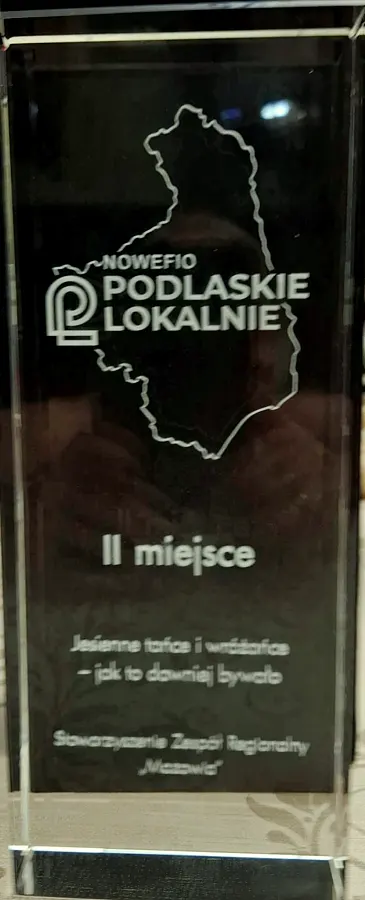 NOWEFIO
PODLASKIE
LOKALNIE
II miejsce
Jesienne tańce i wróżańce
– jak to dawniej bywało
Stowarzyszenie Zespół Regionalny
„Mazowia"